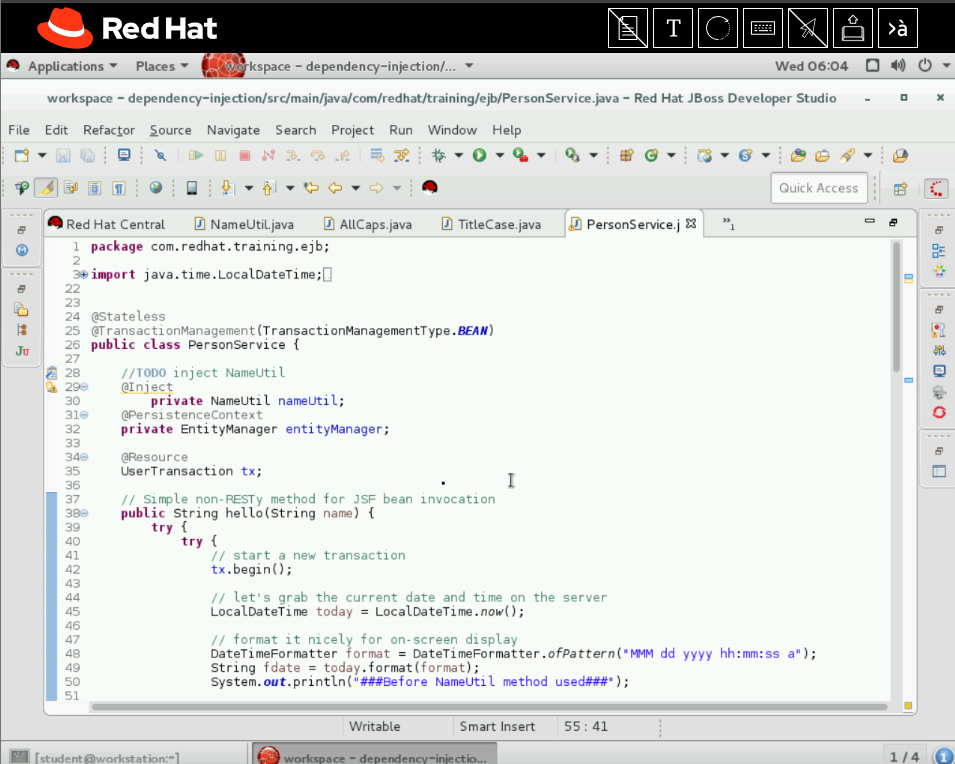 Red Hat
T
›à
Applications
Places
workspace – dependency-injection/...
Wed 06:04
workspace – dependency-injection/src/main/java/com/redhat/training/ejb/PersonService.java – Red Hat JBoss Developer Studio
File Edit Refactor Source Navigate Search Project Run Window Help
Quick Access
Red Hat Central
NameUtil.java
AllCaps.java
TitleCase.java
PersonService.j
»1
1 package com.redhat.training.ejb;
2
3 import java.time.LocalDateTime;
22
23
24 @Stateless
25 @TransactionManagement(TransactionManagementType.BEAN)
26 public class PersonService {
27
28 //TODO inject NameUtil
29 @Inject
30 private NameUtil nameUtil;
31 @PersistenceContext
32 private EntityManager entityManager;
33
34 @Resource
35 UserTransaction tx;
36
37 // Simple non-RESTy method for JSF bean invocation
38 public String hello(String name) {
39 try {
40 try {
41 // start a new transaction
42 tx.begin();
43
44 // let's grab the current date and time on the server
45 LocalDateTime today = LocalDateTime.now();
46
47 // format it nicely for on-screen display
48 DateTimeFormatter format = DateTimeFormatter.ofPattern("MMM dd yyyy hh:mm:ss a");
49 String fdate = today.format(format);
50 System.out.println("###Before NameUtil method used###");
51
Ju
Writable
Smart Insert
55 : 41
[student@workstation:~]
workspace – dependency-injectio...
1 / 4
1